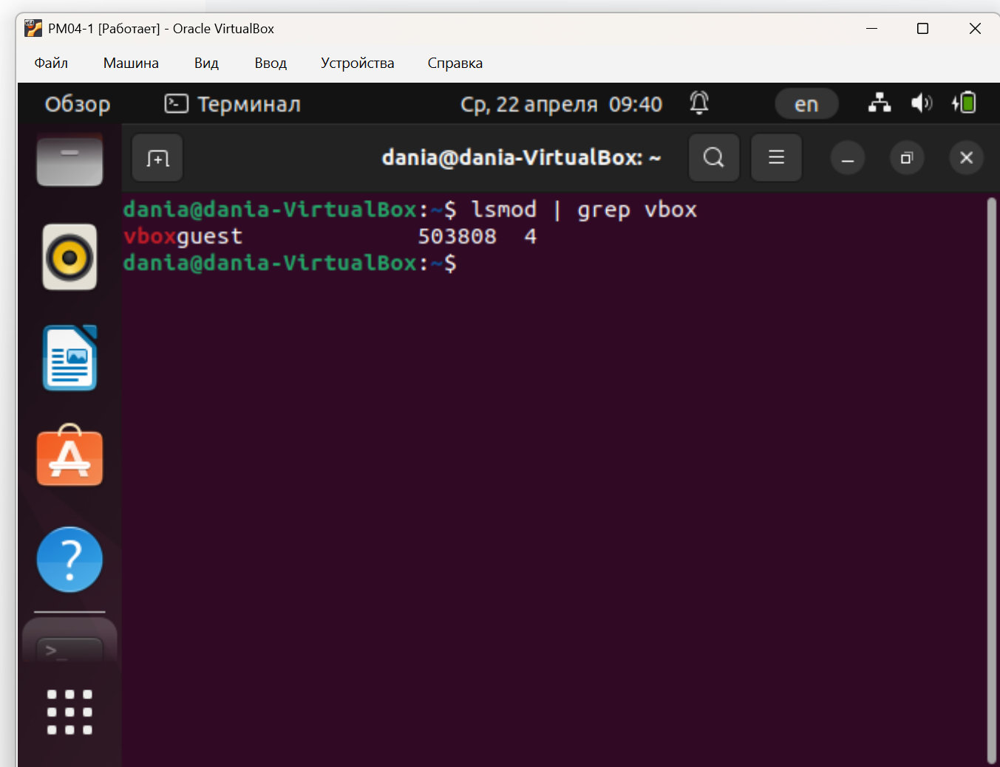 PM04-1 [Работает] - Oracle VirtualBox
Файл Машина Вид Ввод Устройства Справка
Обзор Терминал Ср, 22 апреля 09:40 en
dania@dania-VirtualBox: ~
dania@dania-VirtualBox:~$ lsmod | grep vbox
vboxguest 503808 4
dania@dania-VirtualBox:~$